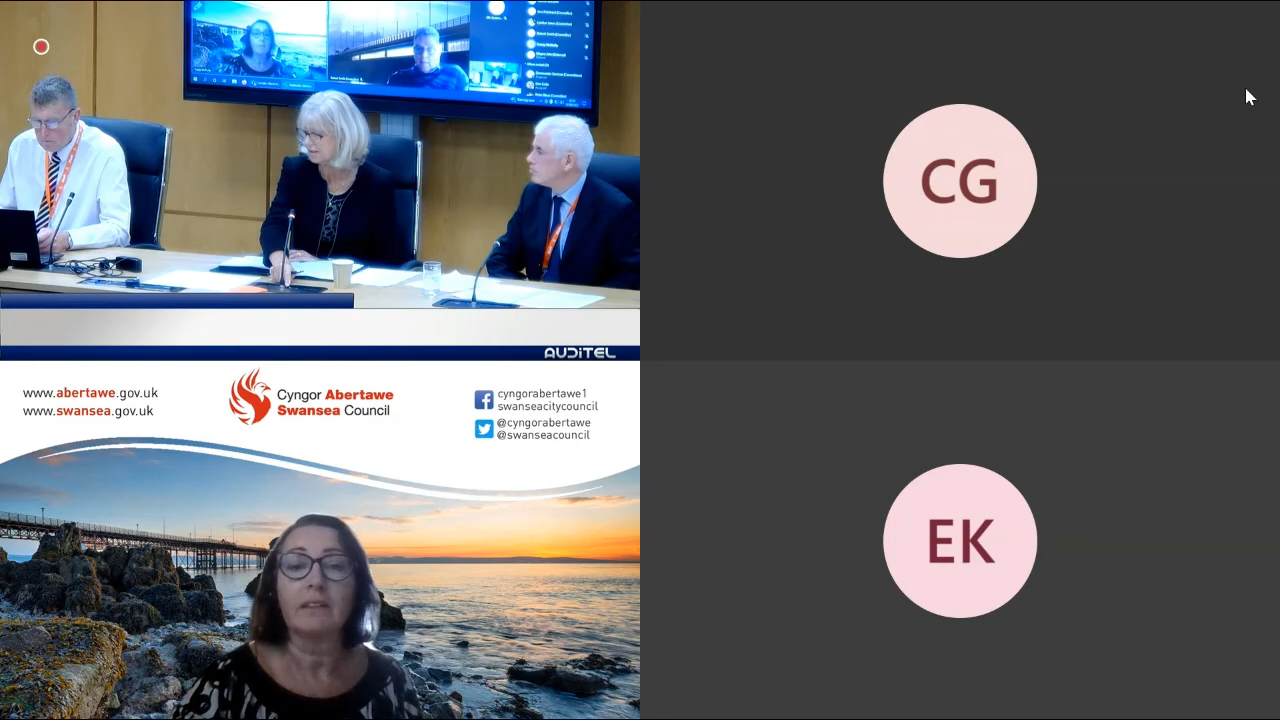 AUDITEL
www.abertawe.gov.uk
www.swansea.gov.uk
Cyngor Abertawe
Swansea Council
cyngorabertawe1
swanseacitycouncil
@cyngorabertawe
@swanseacouncil
CG
EK